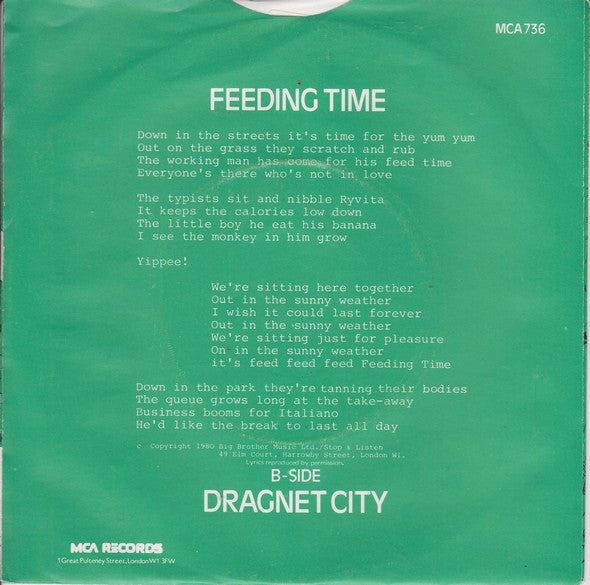 MCA 736
FEEDING TIME
Down in the streets it's time for the yum yum
Out on the grass they scratch and rub
The working man has come for his feed time
Everyone's there who's not in love
The typists sit and nibble Ryvita
It keeps the calories low down
The little boy he eat his banana
I see the monkey in him grow
Yippee!
We're sitting here together
Out in the sunny weather
I wish it could last forever
Out in the sunny weather
We're sitting just for pleasure
On in the sunny weather
it's feed feed feed Feeding Time
Down in the park they're tanning their bodies
The queue grows long at the take-away
Business booms for Italiano
He'd like the break to last all day
c Copyright 1980 Big Brother Music Ltd./Stop & Listen
49 Elm Court, Harrowby Street, London W1.
Lyrics reproduced by permission.
B-SIDE
DRAGNET CITY
MCA RECORDS
1 Great Pulteney Street, London W1 3FW